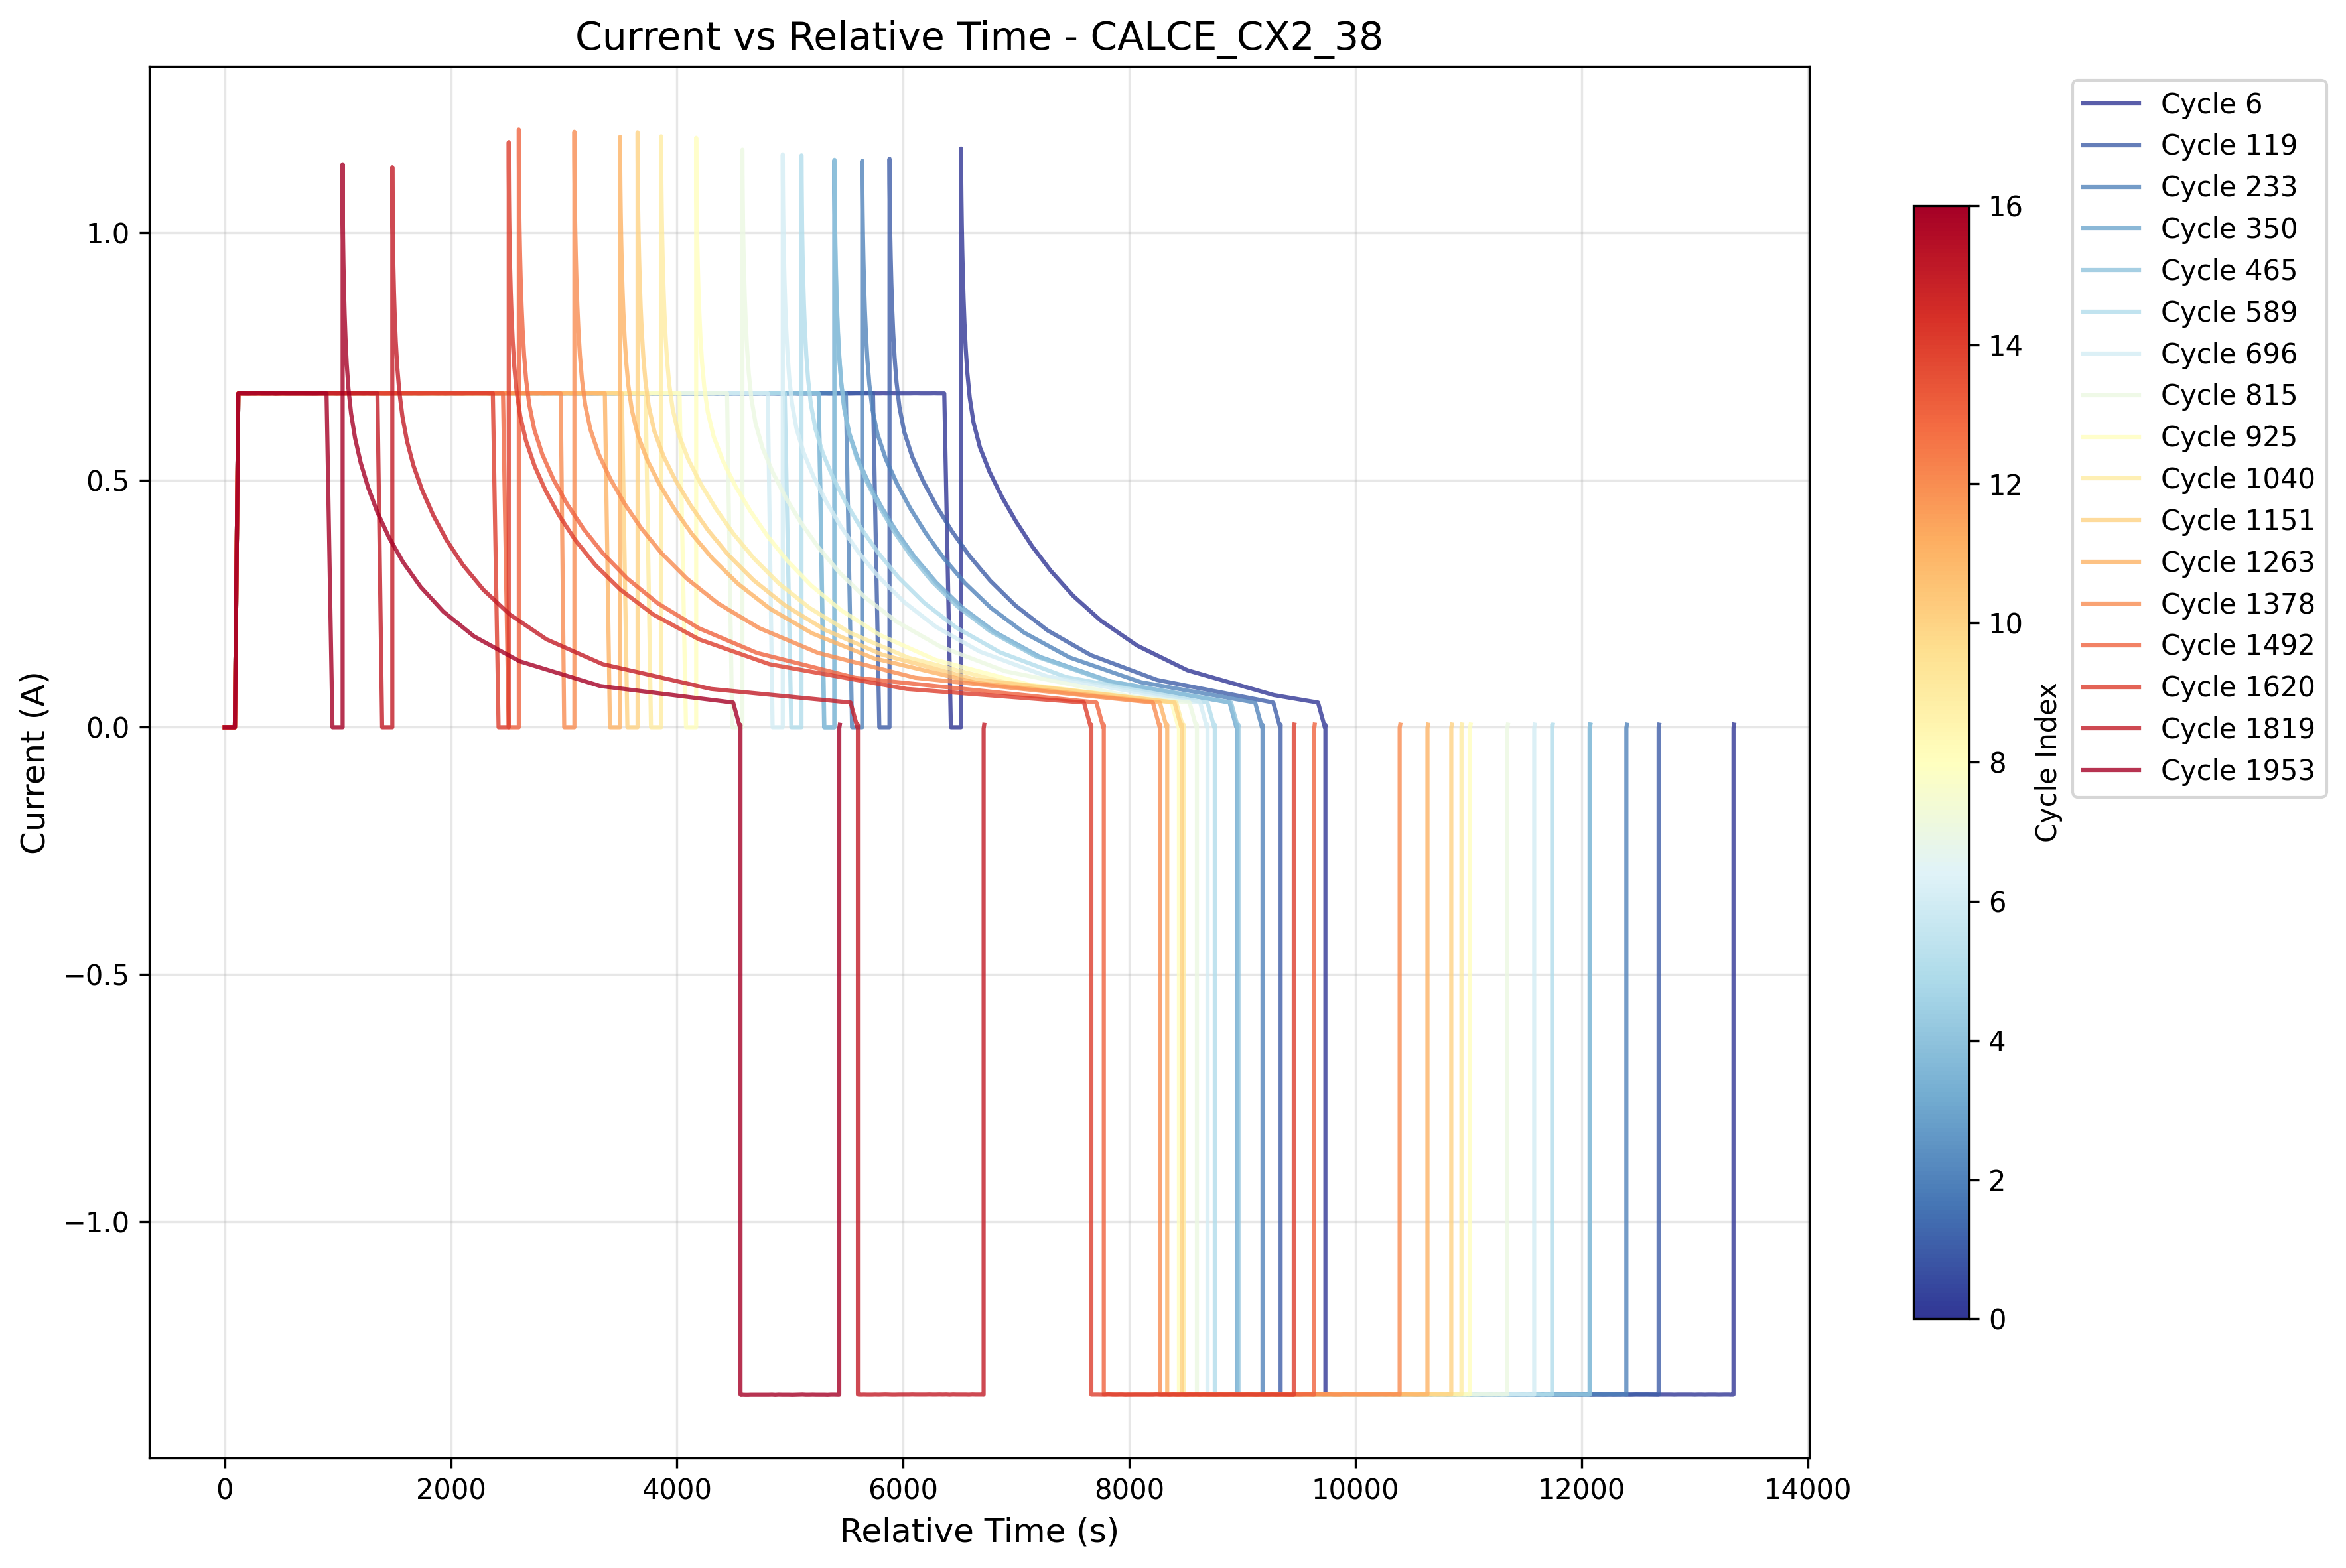 Current vs Relative Time - CALCE_CX2_38
Current (A)
1.0
0.5
0.0
−0.5
−1.0
0
2000
4000
6000
8000
10000
12000
14000
Relative Time (s)
16
14
12
10
8
6
4
2
0
Cycle Index
Cycle 6
Cycle 119
Cycle 233
Cycle 350
Cycle 465
Cycle 589
Cycle 696
Cycle 815
Cycle 925
Cycle 1040
Cycle 1151
Cycle 1263
Cycle 1378
Cycle 1492
Cycle 1620
Cycle 1819
Cycle 1953